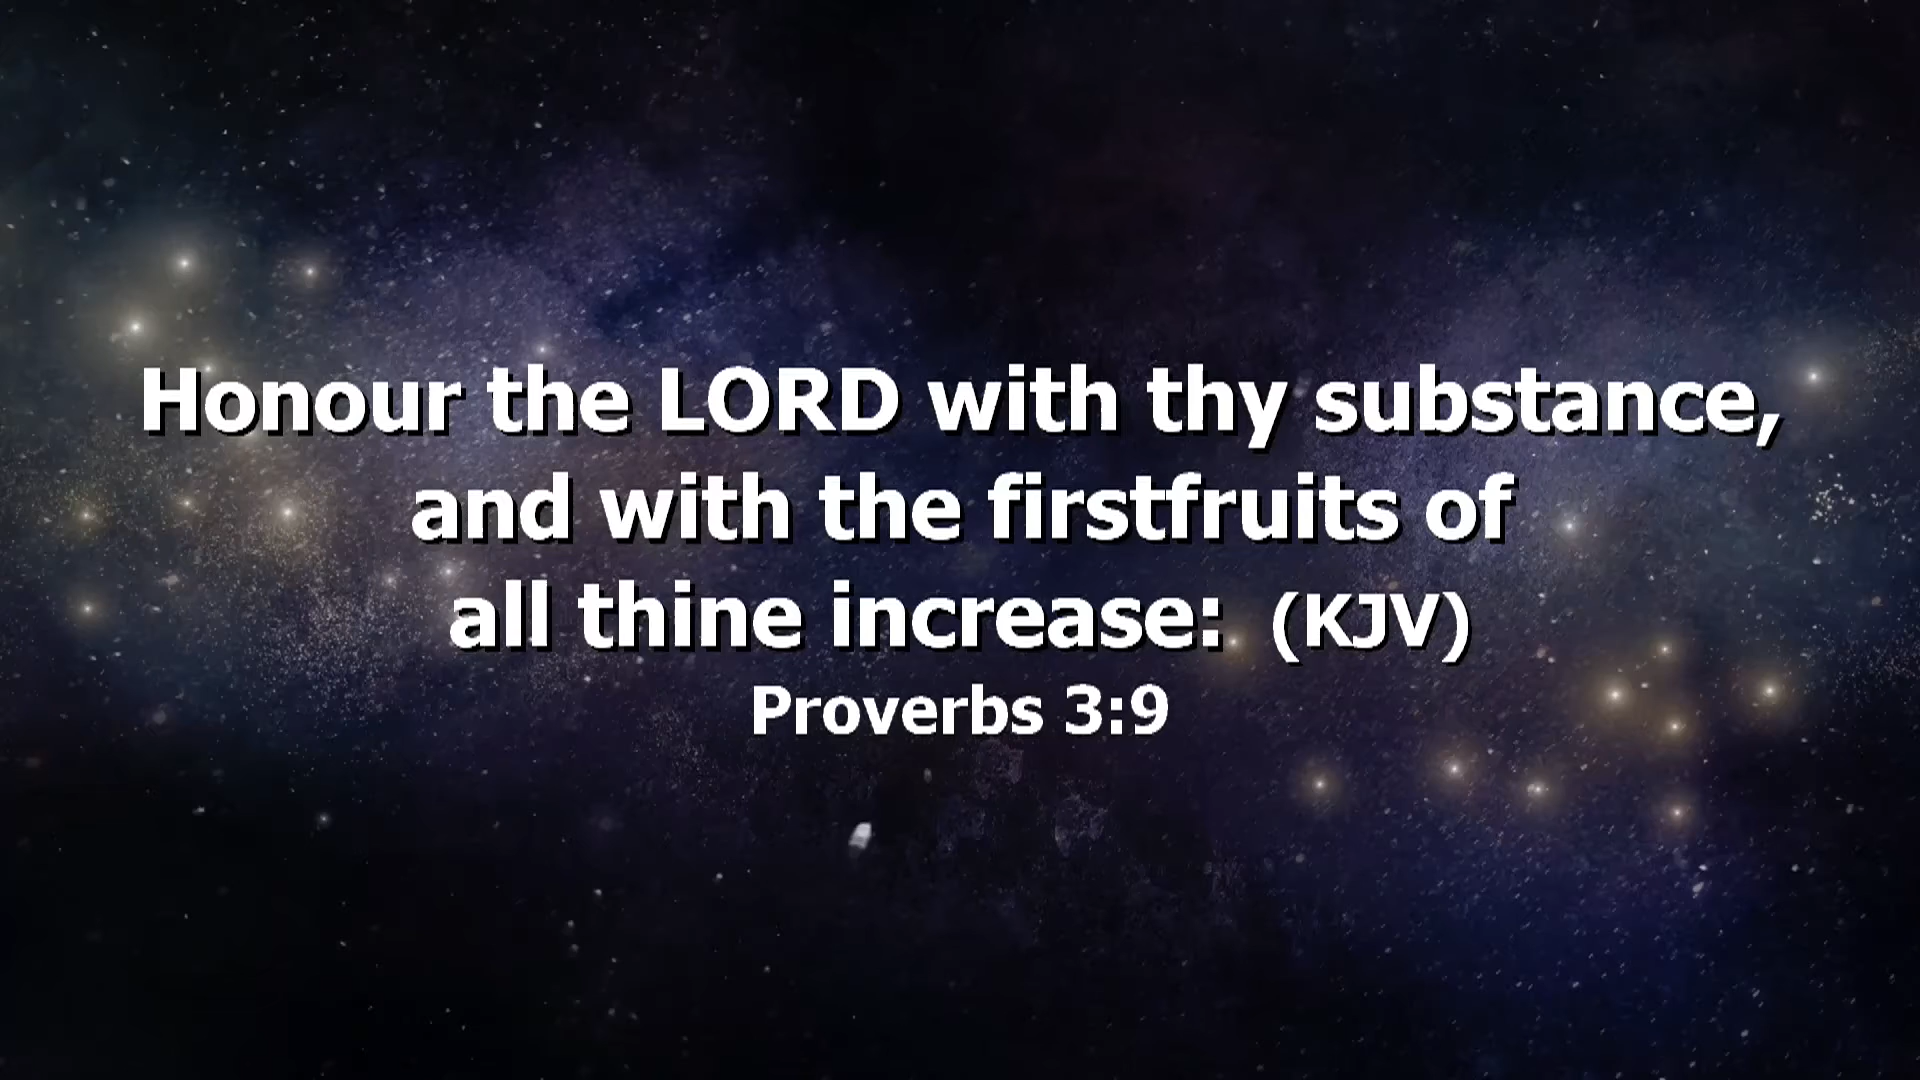 Honour the LORD with thy substance,
and with the firstfruits of
all thine increase: (KJV)
Proverbs 3:9